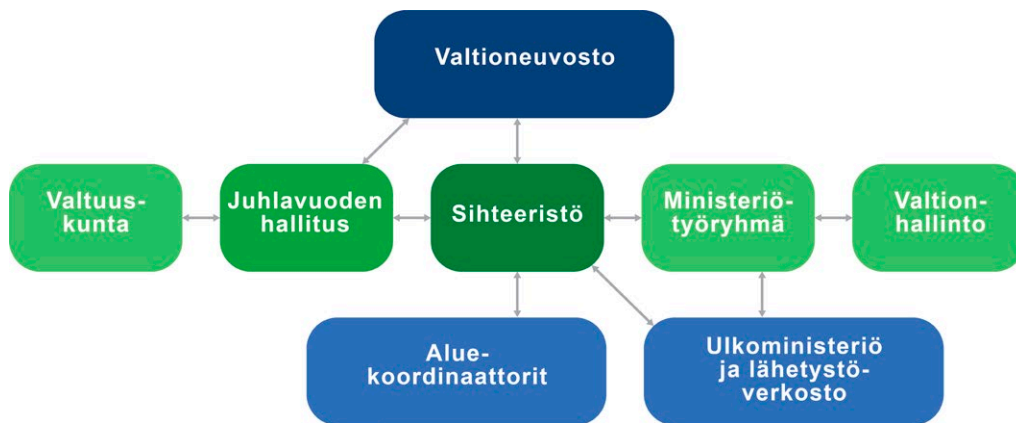 Valtioneuvosto
Valtuus-
kunta
Juhlavuoden
hallitus
Sihteeristö
Ministeriö-
työryhmä
Valtion-
hallinto
Alue-
koordinaattorit
Ulkoministeriö
ja lähetystö-
verkosto